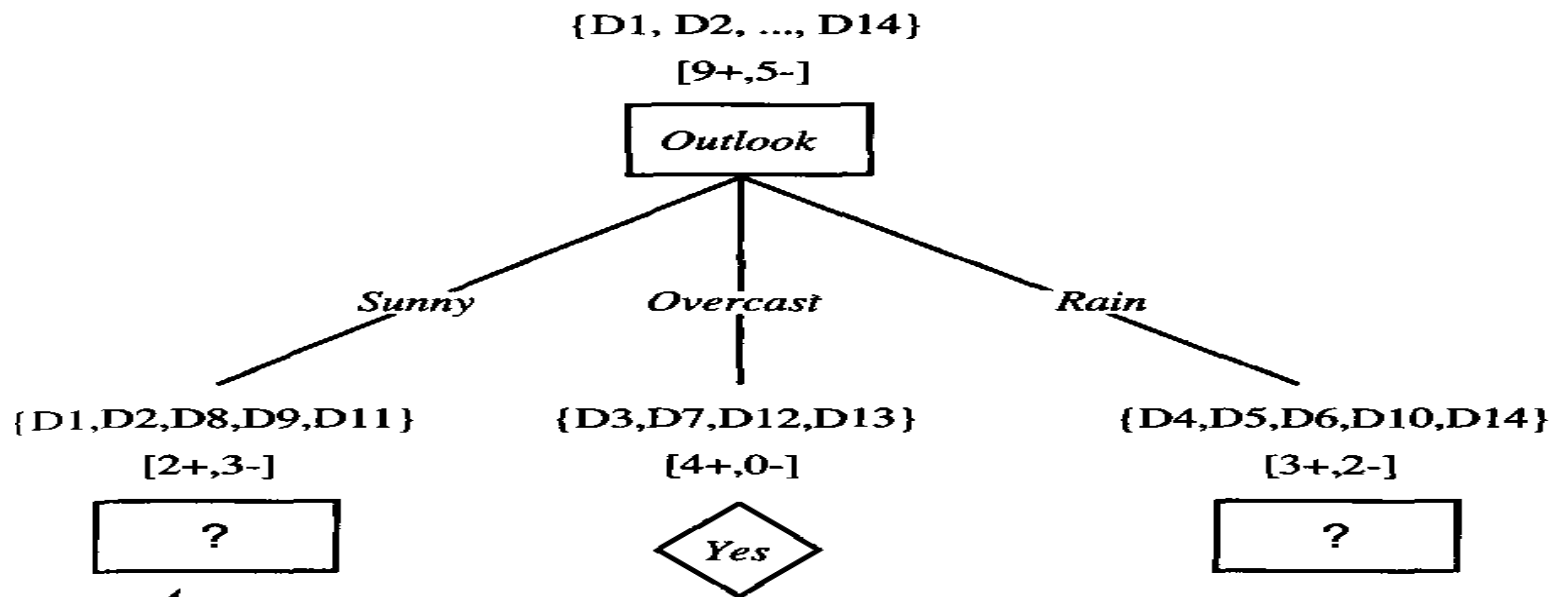 {D1, D2, ..., D14}
[9+,5-]
Outlook
Sunny Overcast Rain
{D1,D2,D8,D9,D11} {D3,D7,D12,D13} {D4,D5,D6,D10,D14}
[2+,3-] [4+,0-] [3+,2-]
? Yes ?